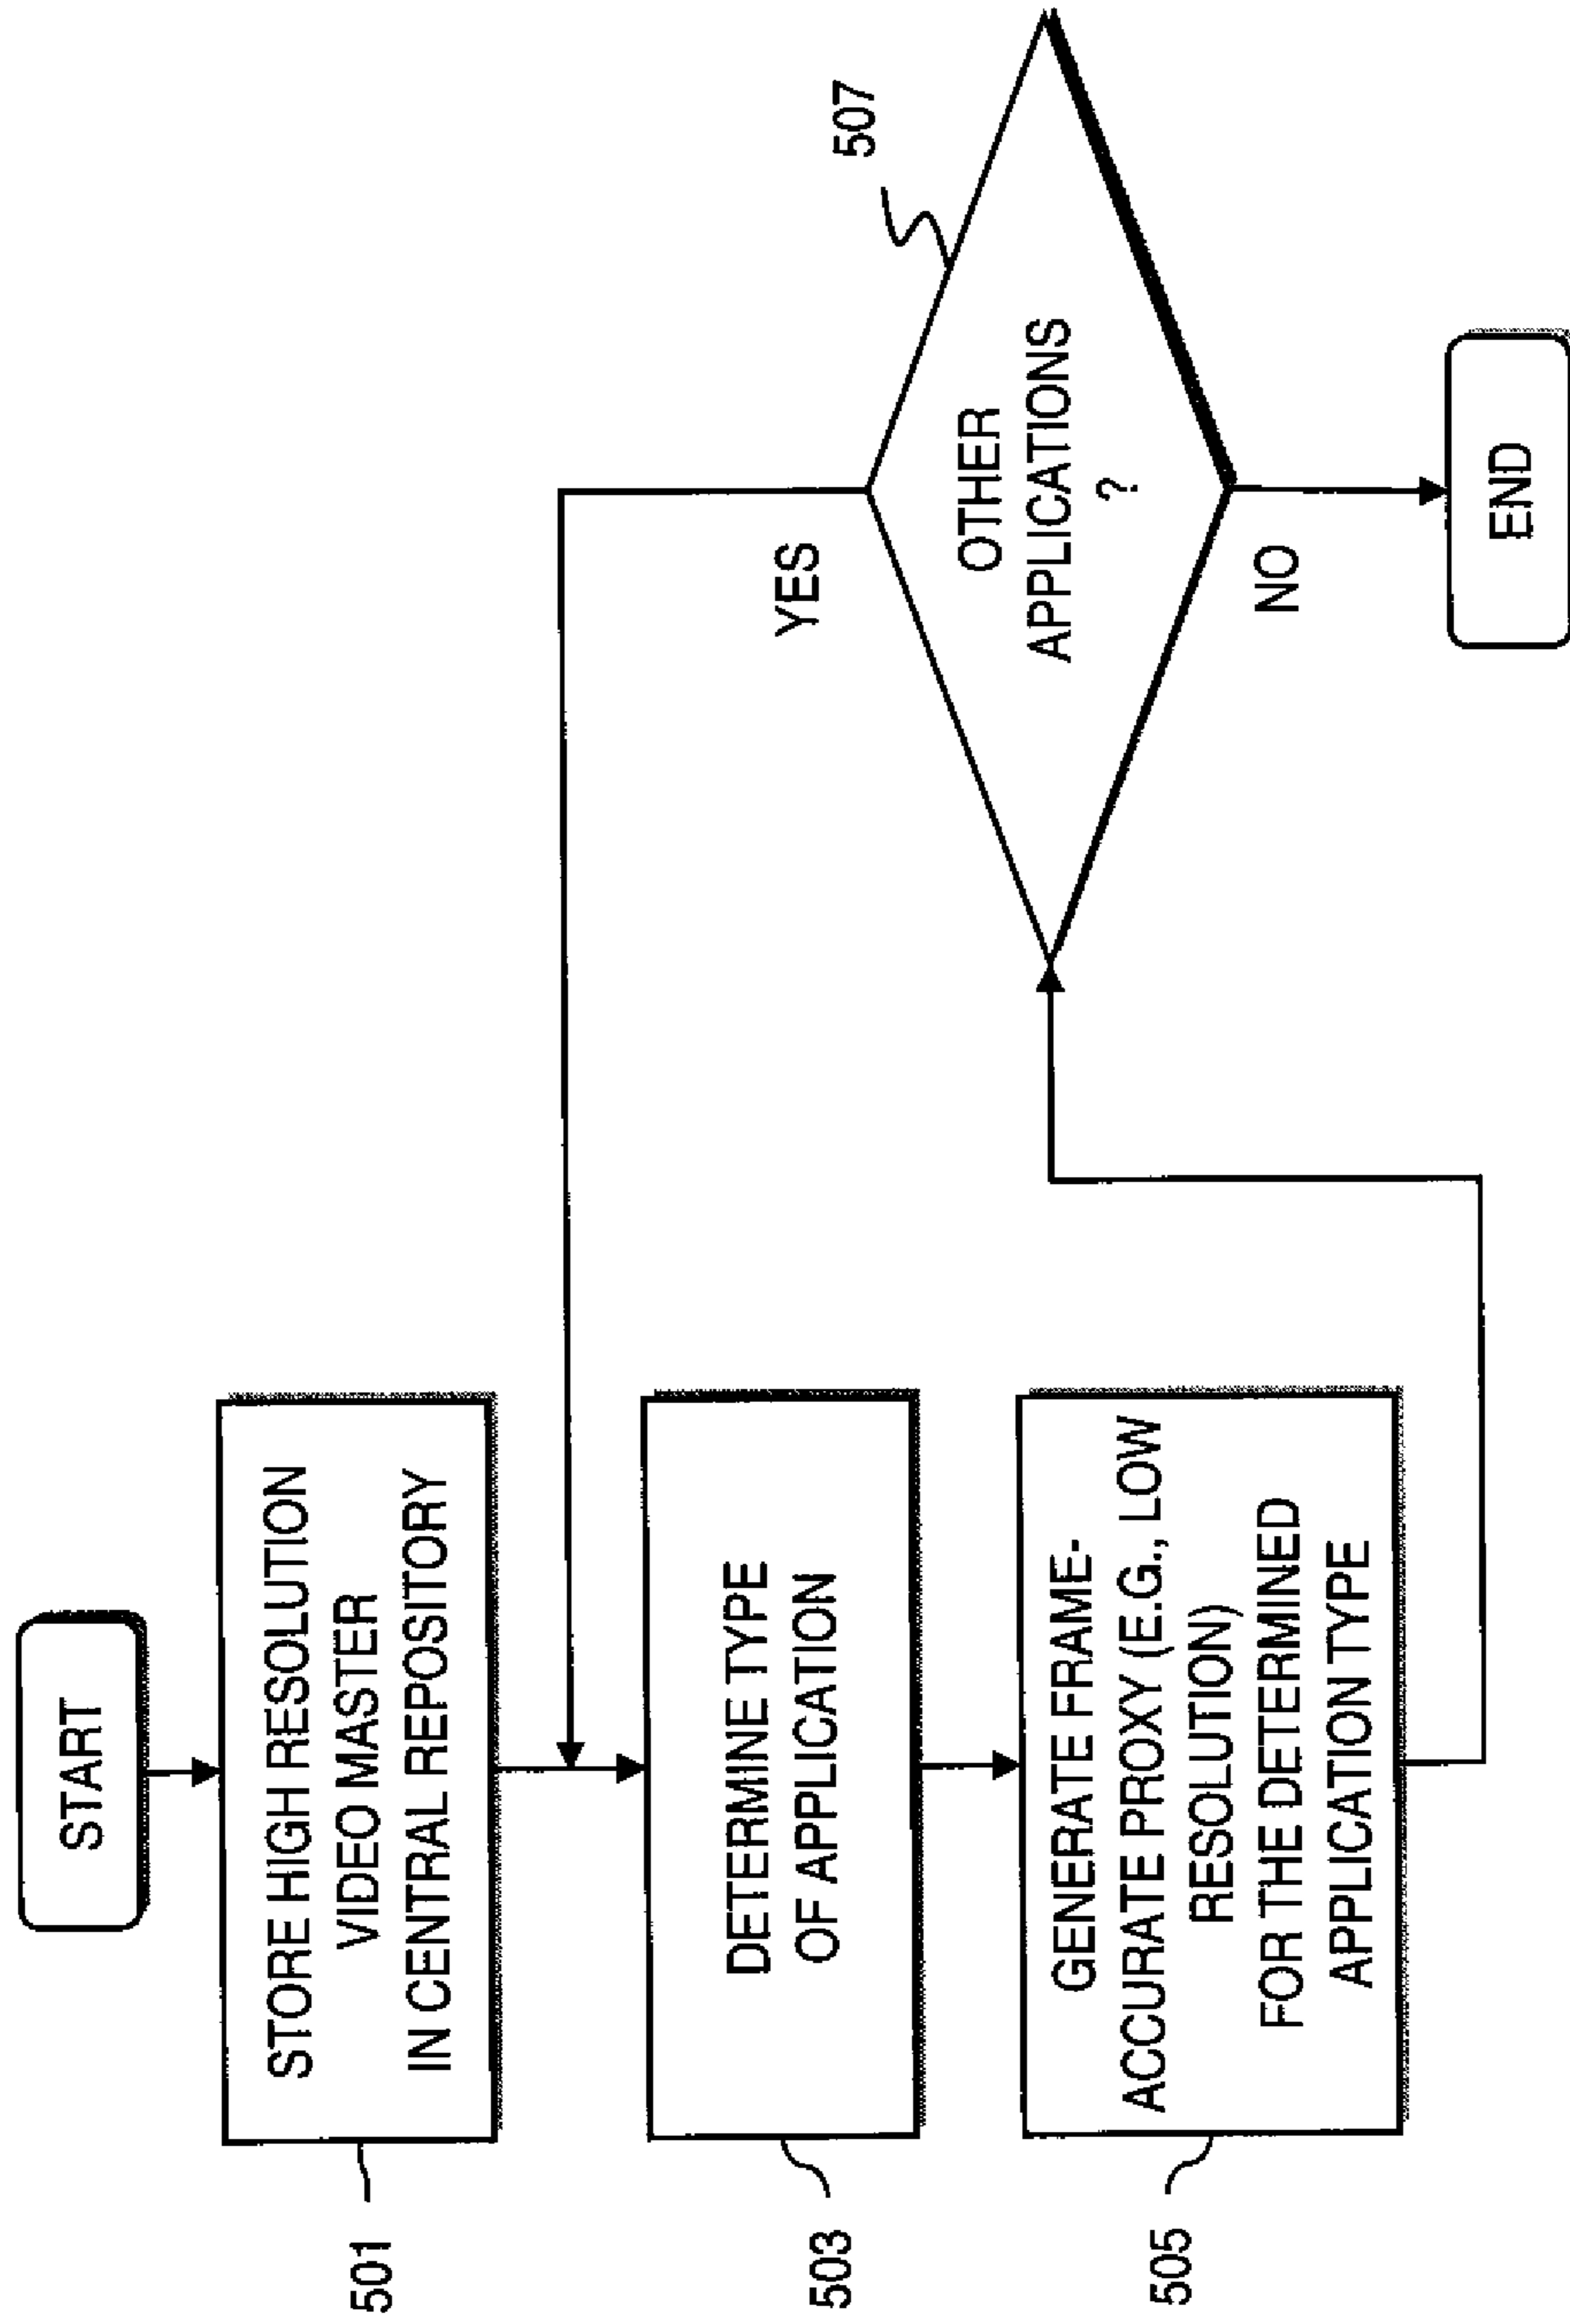 START
STORE HIGH RESOLUTION
VIDEO MASTER
IN CENTRAL REPOSITORY
501
DETERMINE TYPE
OF APPLICATION
503
GENERATE FRAME-
ACCURATE PROXY (E.G., LOW
RESOLUTION)
FOR THE DETERMINED
APPLICATION TYPE
505
OTHER
APPLICATIONS
?
507
YES
NO
END